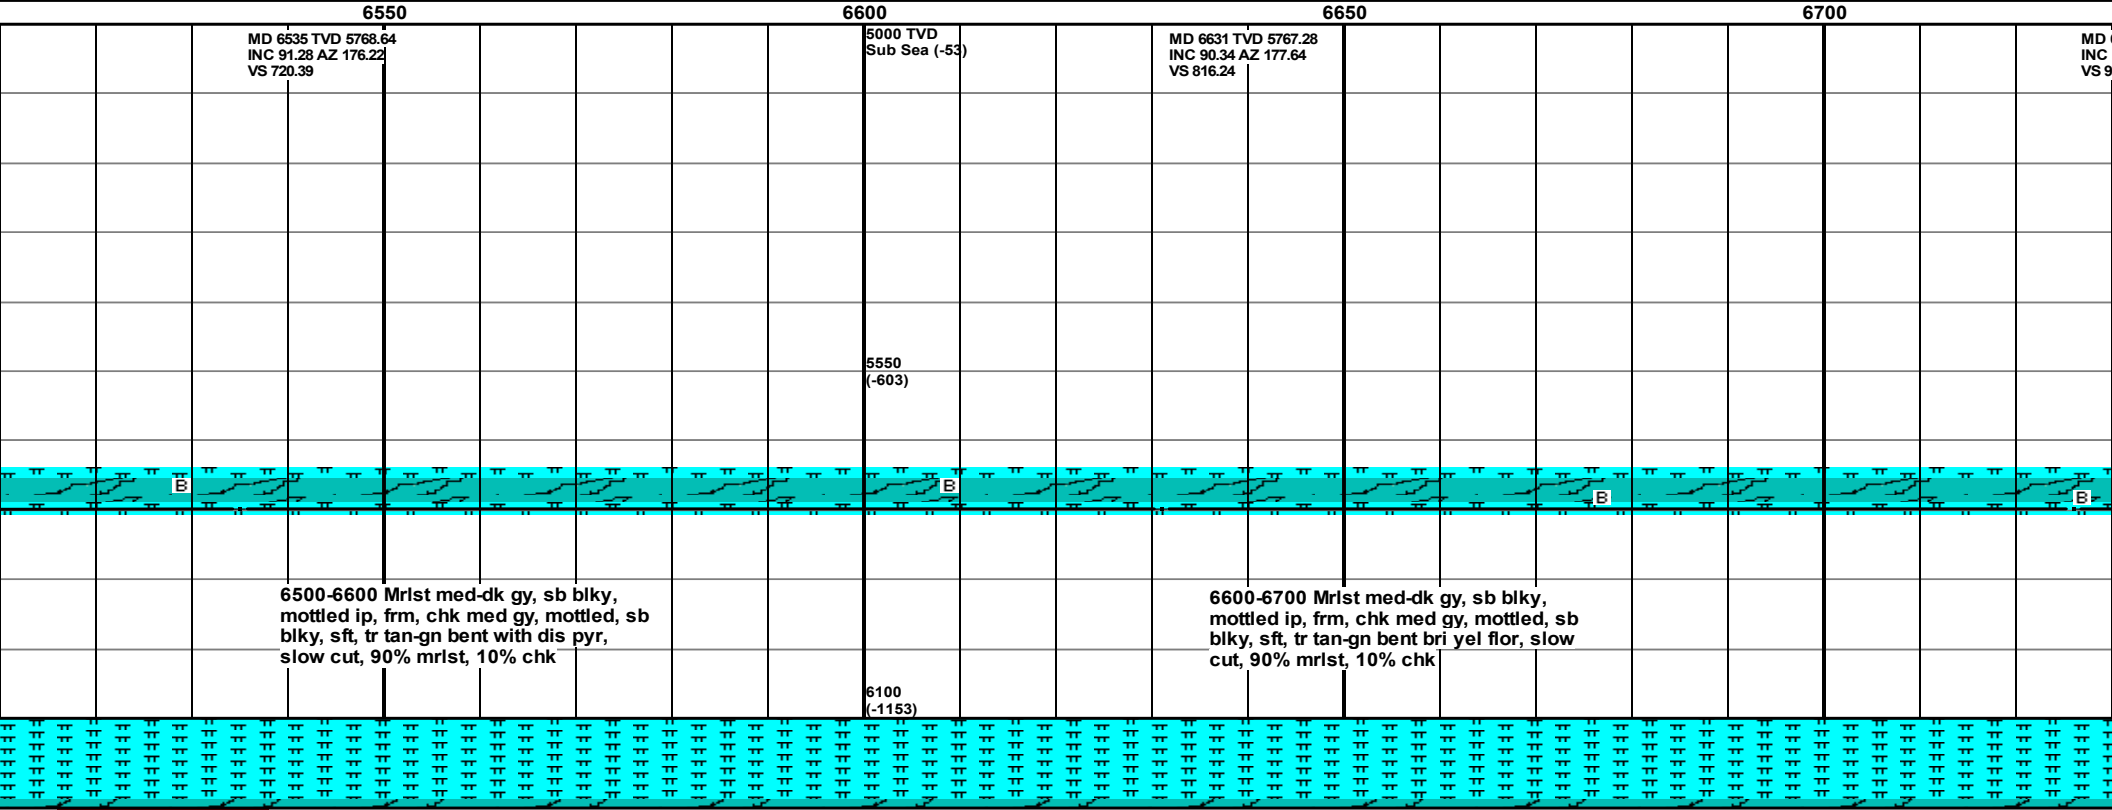 6550
6600
6650
6700
MD 6535 TVD 5768.64
INC 91.28 AZ 176.22
VS 720.39
5000 TVD
Sub Sea (-53)
MD 6631 TVD 5767.28
INC 90.34 AZ 177.64
VS 816.24
MD
INC
VS 9
5550
(-603)
B
B
B
B
6500-6600 Mrlst med-dk gy, sb blky,
mottled ip, frm, chk med gy, mottled, sb
blky, sft, tr tan-gn bent with dis pyr,
slow cut, 90% mrlst, 10% chk
6600-6700 Mrlst med-dk gy, sb blky,
mottled ip, frm, chk med gy, mottled, sb
blky, sft, tr tan-gn bent bri yel flor, slow
cut, 90% mrlst, 10% chk
6100
(-1153)